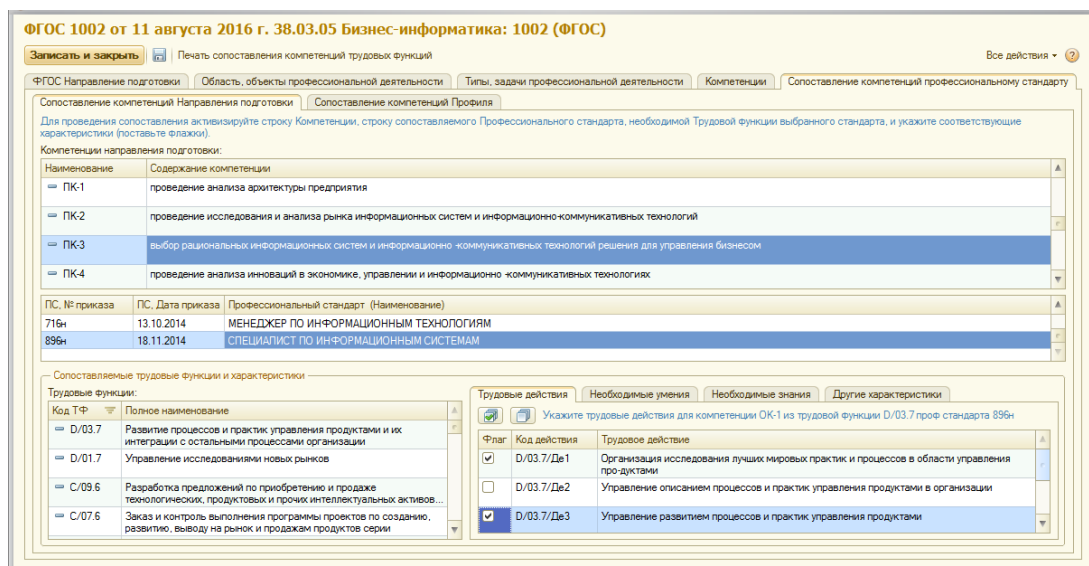 ФГОС 1002 от 11 августа 2016 г. 38.03.05 Бизнес-информатика: 1002 (ФГОС)
Записать и закрыть Печать сопоставления компетенций трудовых функций Все действия
ФГОС Направление подготовки Область, объекты профессиональной деятельности Типы, задачи профессиональной деятельности Компетенции Сопоставление компетенций профессиональному стандарту
Сопоставление компетенций Направления подготовки Сопоставление компетенций Профиля
Для проведения сопоставления активизируйте строку Компетенции, строку сопоставляемого Профессионального стандарта, необходимой Трудовой функции выбранного стандарта, и укажите соответствующие
характеристики (поставьте флажки).
Компетенции направления подготовки:
Наименование Содержание компетенции
ПК-1 проведение анализа архитектуры предприятия
ПК-2 проведение исследования и анализа рынка информационных систем и информационно-коммуникативных технологий
ПК-3 выбор рациональных информационных систем и информационно -коммуникативных технологий решения для управления бизнесом
ПК-4 проведение анализа инноваций в экономике, управлении и информационно -коммуникативных технологиях
ПС, № приказа ПС, Дата приказа Профессиональный стандарт (Наименование)
716н 13.10.2014 МЕНЕДЖЕР ПО ИНФОРМАЦИОННЫМ ТЕХНОЛОГИЯМ
896н 18.11.2014 СПЕЦИАЛИСТ ПО ИНФОРМАЦИОННЫМ СИСТЕМАМ
Сопоставляемые трудовые функции и характеристики
Трудовые функции:
Код ТФ Полное наименование
D/03.7 Развитие процессов и практик управления продуктами и их
интеграции с остальными процессами организации
D/01.7 Управление исследованиями новых рынков
C/09.6 Разработка предложений по приобретению и продаже
технологических, продуктовых и прочих интеллектуальных активов...
C/07.6 Заказ и контроль выполнения программы проектов по созданию,
развитию, выводу на рынок и продажам продуктов серии
Трудовые действия Необходимые умения Необходимые знания Другие характеристики
Укажите трудовые действия для компетенции ОК-1 из трудовой функции D/03.7 проф стандарта 896н
Флаг Код действия Трудовое действие
D/03.7/Де1 Организация исследования лучших мировых практик и процессов в области управления
про-дуктами
D/03.7/Де2 Управление описанием процессов и практик управления продуктами в организации
D/03.7/Де3 Управление развитием процессов и практик управления продуктами